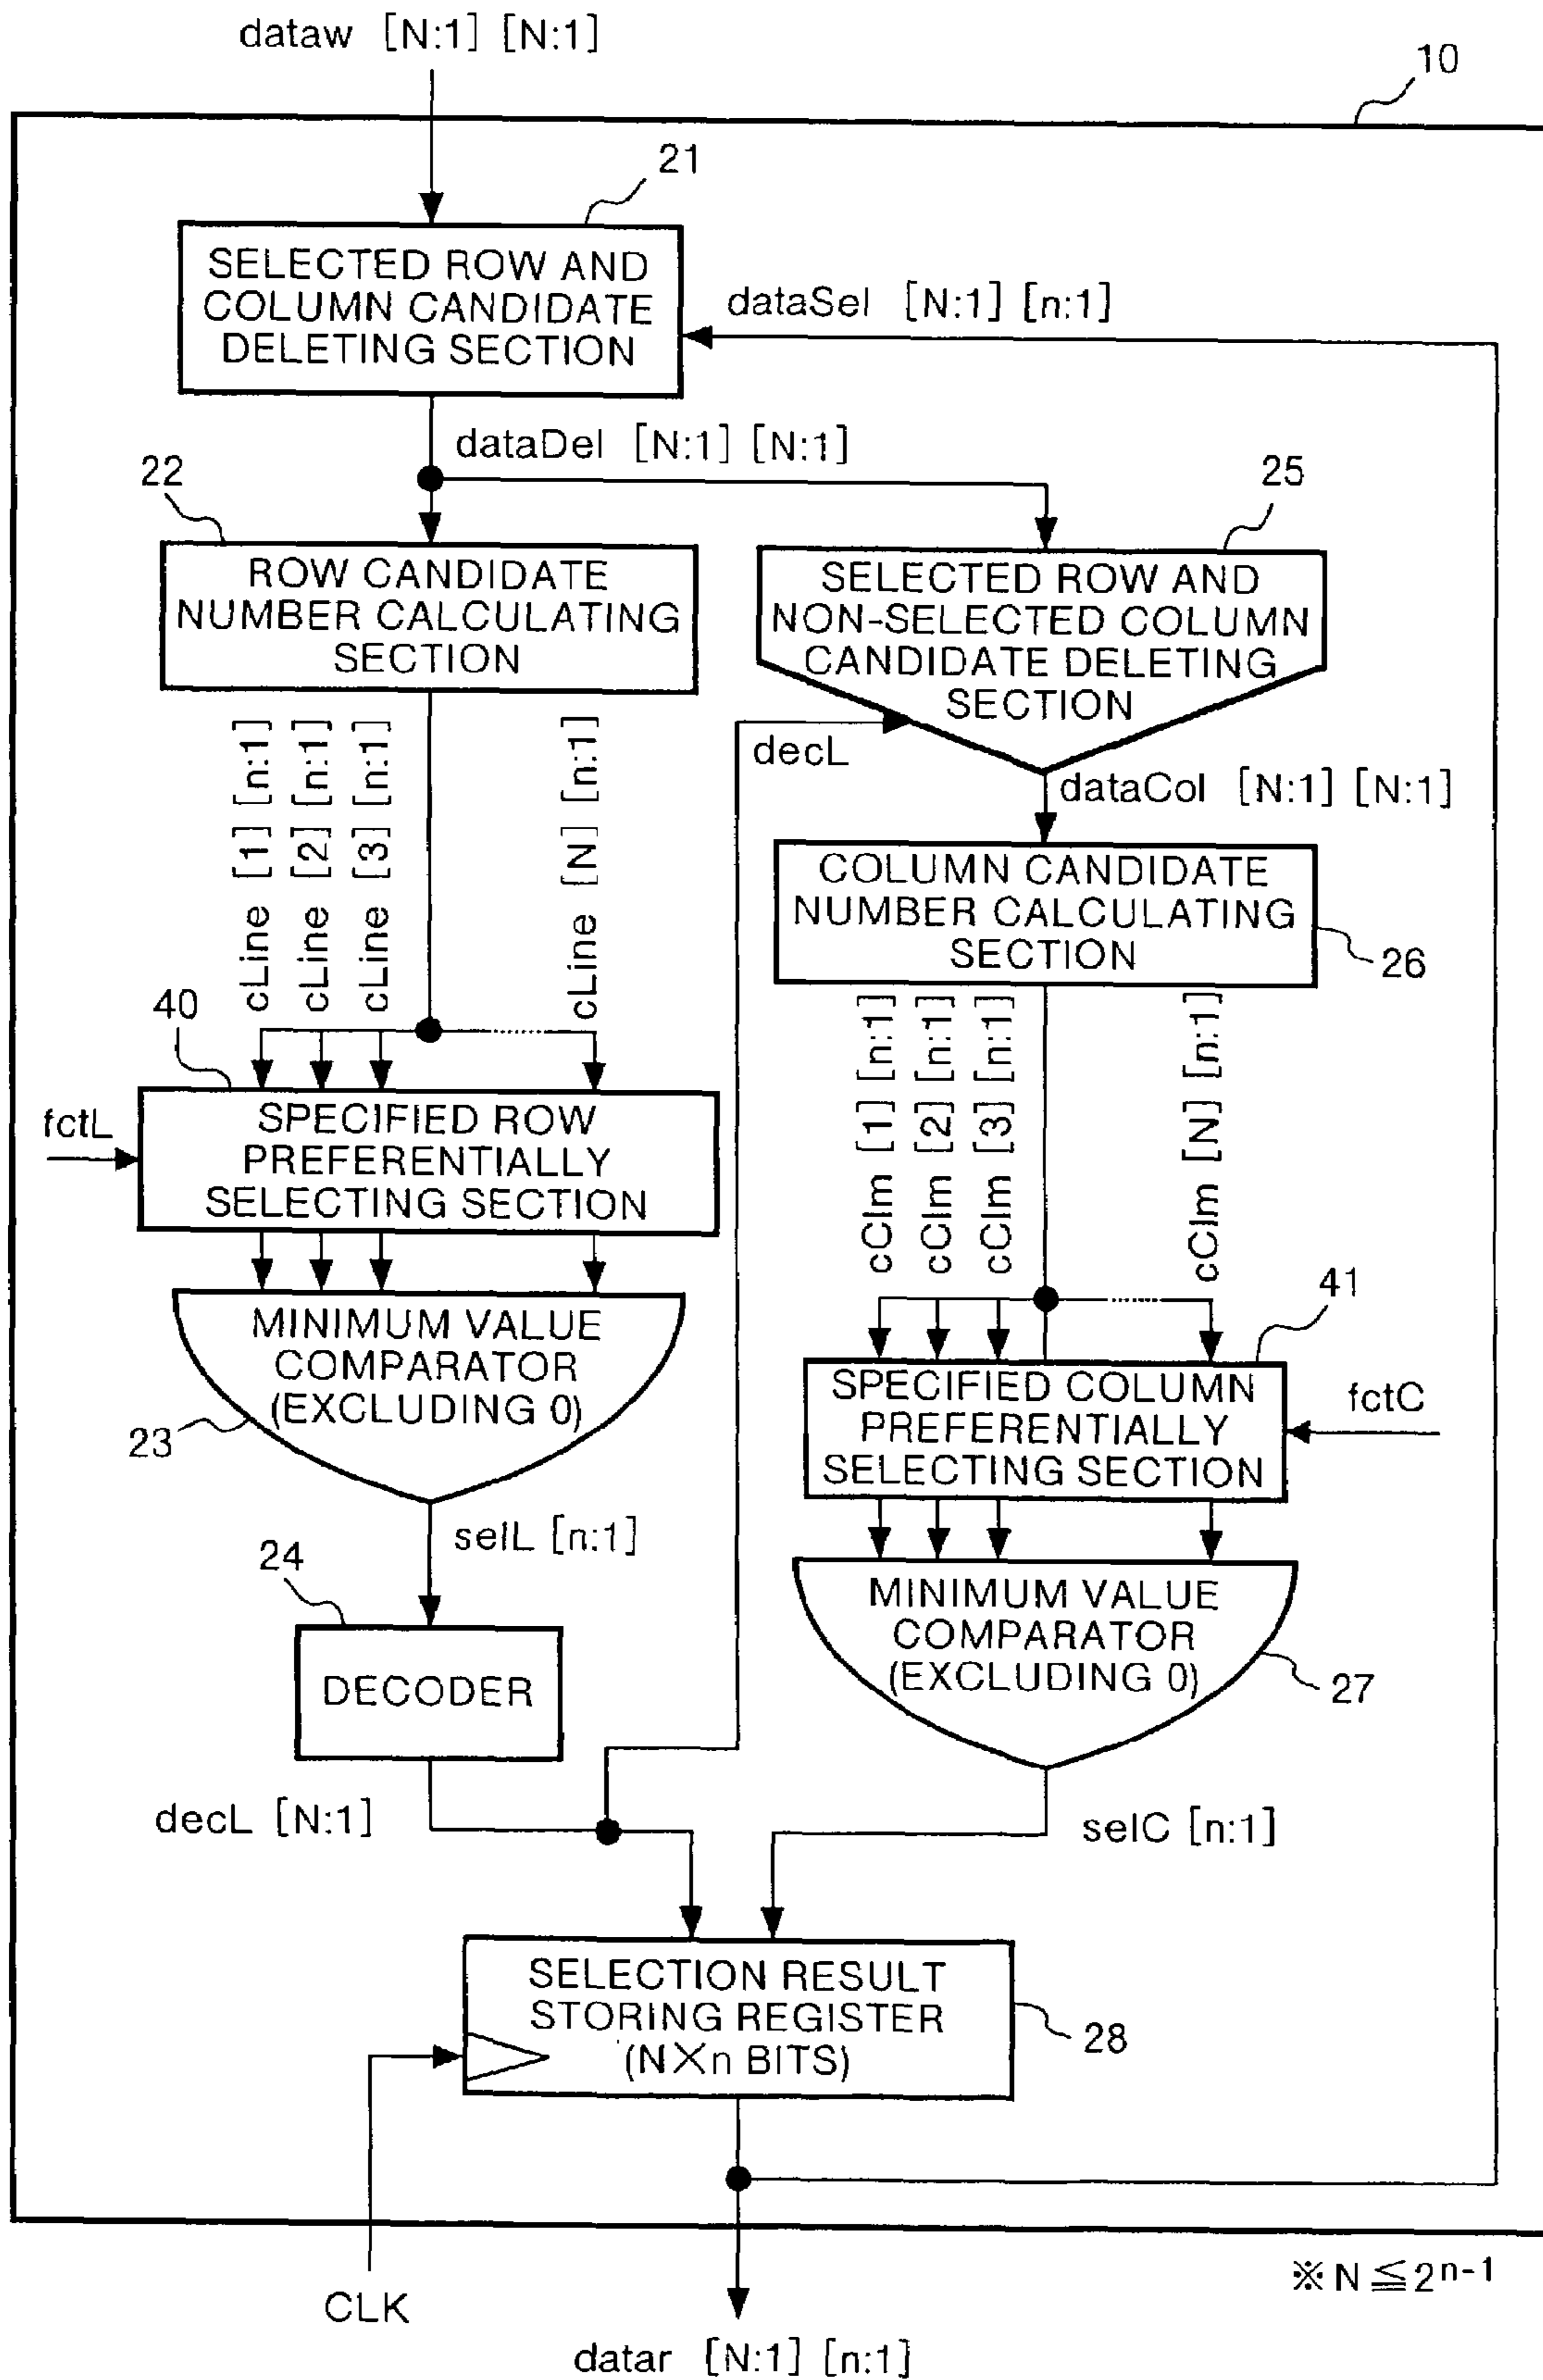 dataw [N:1] [N:1]
10
21
SELECTED ROW AND
COLUMN CANDIDATE
DELETING SECTION
dataSel [N:1] [n:1]
dataDel [N:1] [N:1]
22
ROW CANDIDATE
NUMBER CALCULATING
SECTION
25
SELECTED ROW AND
NON-SELECTED COLUMN
CANDIDATE DELETING
SECTION
decL
dataCol [N:1] [N:1]
cLine [1] [n:1]
cLine [2] [n:1]
cLine [3] [n:1]
cLine [N] [n:1]
COLUMN CANDIDATE
NUMBER CALCULATING
SECTION
26
cClm [1] [n:1]
cClm [2] [n:1]
cClm [3] [n:1]
cClm [N] [n:1]
40
fctL
SPECIFIED ROW
PREFERENTIALLY
SELECTING SECTION
MINIMUM VALUE
COMPARATOR
(EXCLUDING 0)
23
41
SPECIFIED COLUMN
PREFERENTIALLY
SELECTING SECTION
fctC
selL [n:1]
24
DECODER
MINIMUM VALUE
COMPARATOR
(EXCLUDING 0)
27
decL [N:1]
selC [n:1]
SELECTION RESULT
STORING REGISTER
(N×n BITS)
28
CLK
※N≦2ⁿ⁻¹
datar [N:1] [n:1]